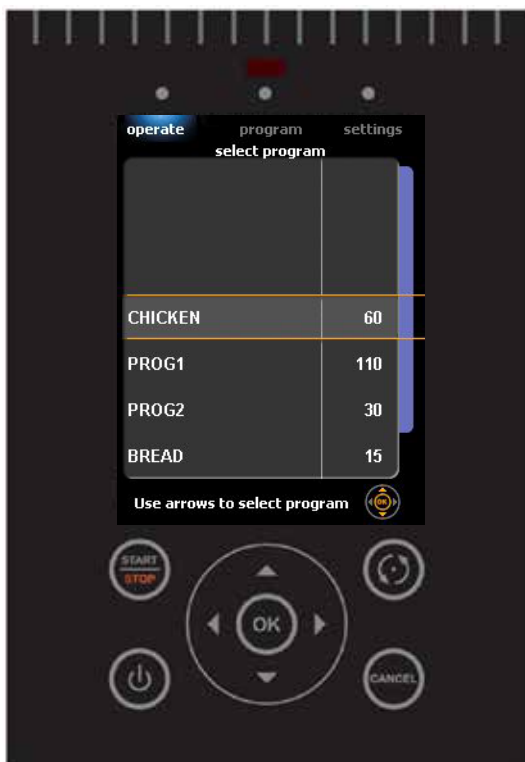 operate program settings
select program
CHICKEN 60
PROG1 110
PROG2 30
BREAD 15
Use arrows to select program OK
START
STOP
OK
CANCEL